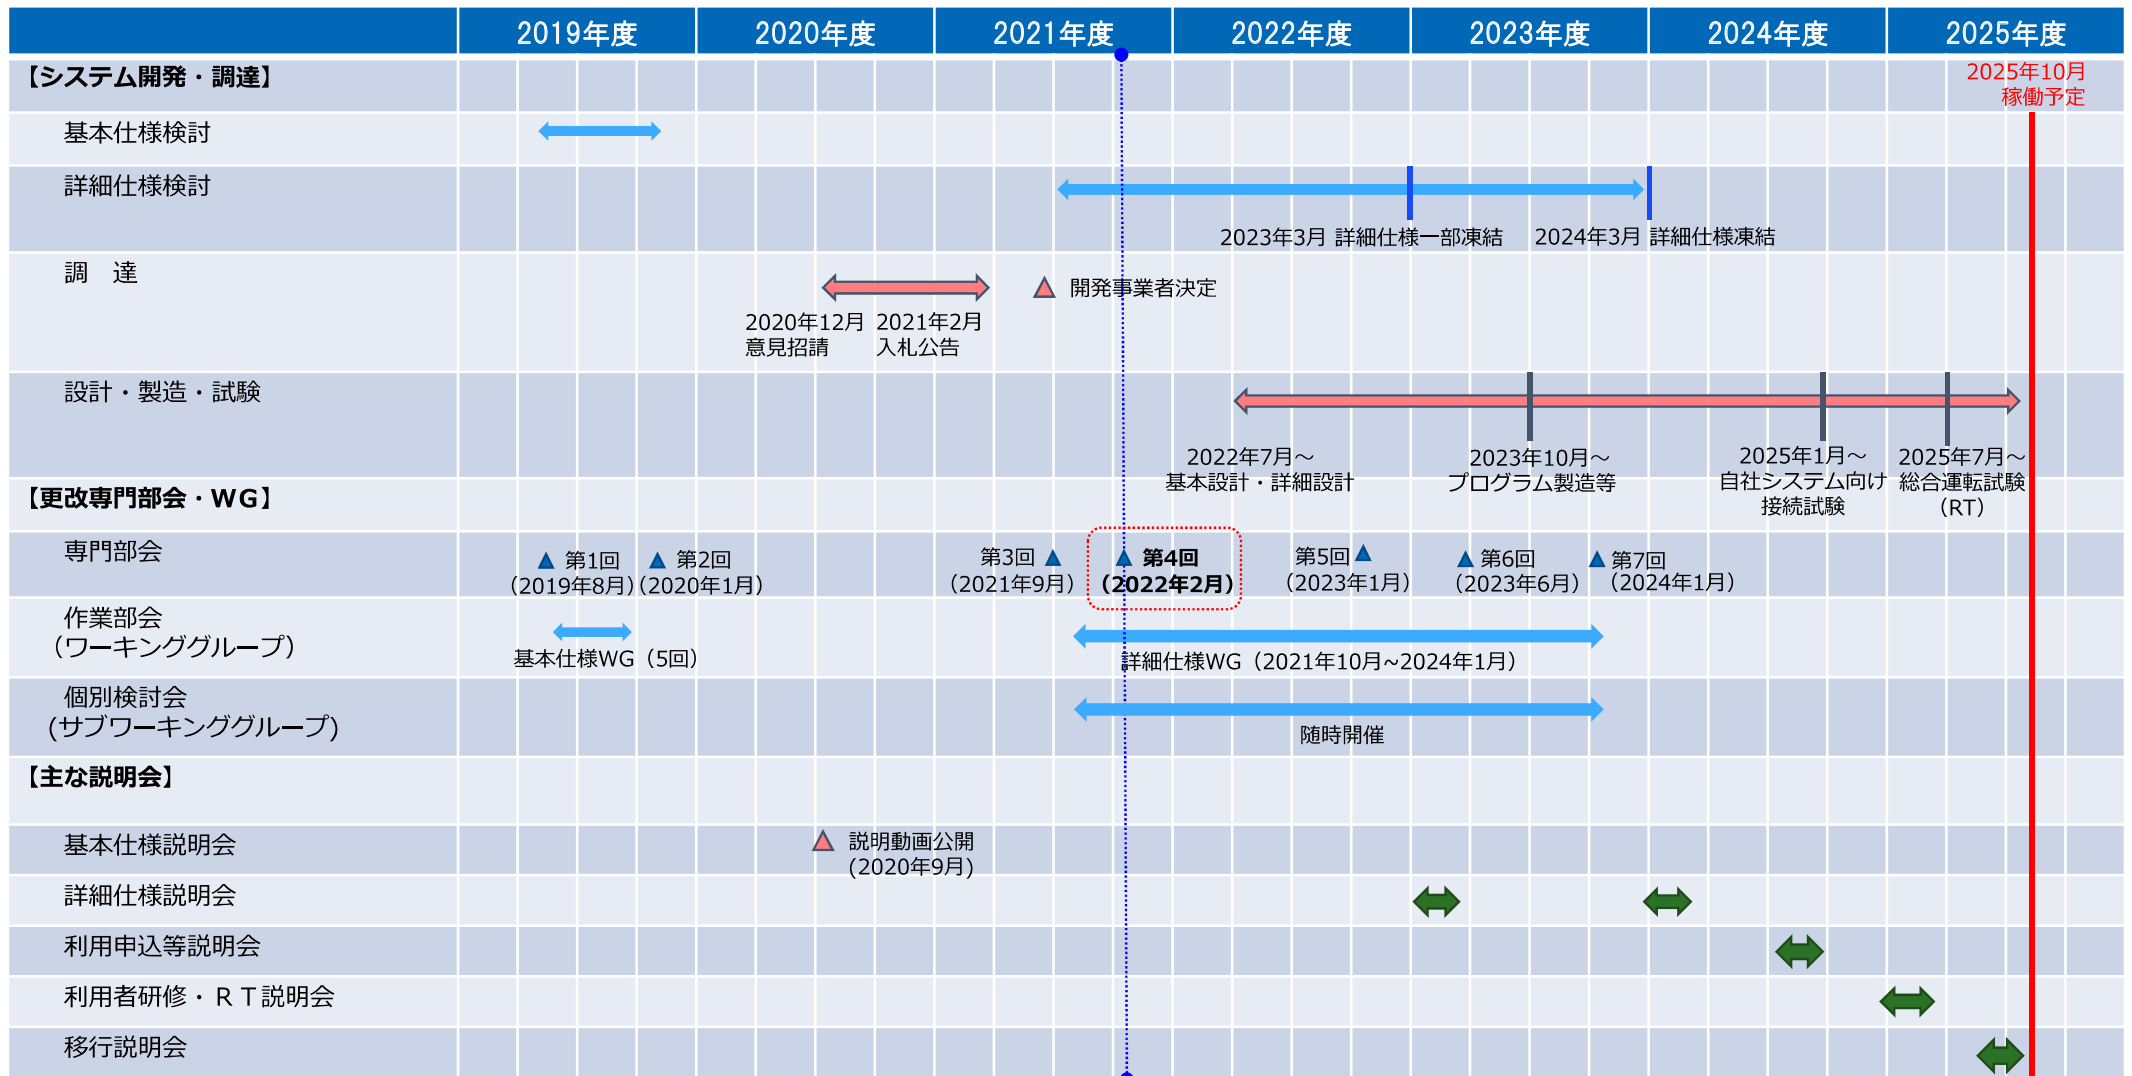 2019年度 2020年度 2021年度 2022年度 2023年度 2024年度 2025年度
【システム開発・調達】
2025年10月
稼働予定
基本仕様検討
詳細仕様検討
2023年3月 詳細仕様一部凍結 2024年3月 詳細仕様凍結
調　達
開発事業者決定
2020年12月 2021年2月
意見招請 入札公告
設計・製造・試験
2022年7月～
基本設計・詳細設計
2023年10月～
プログラム製造等
2025年1月～
自社システム向け
接続試験
2025年7月～
総合運転試験
（RT）
【更改専門部会・WG】
専門部会
第1回
（2019年8月）
第2回
（2020年1月）
第3回
（2021年9月）
第4回
（2022年2月）
第5回
（2023年1月）
第6回
（2023年6月）
第7回
（2024年1月）
作業部会
（ワーキンググループ）
基本仕様WG（5回）
詳細仕様WG（2021年10月~2024年1月）
個別検討会
(サブワーキンググループ)
随時開催
【主な説明会】
基本仕様説明会
説明動画公開
(2020年9月)
詳細仕様説明会
利用申込等説明会
利用者研修・ＲＴ説明会
移行説明会